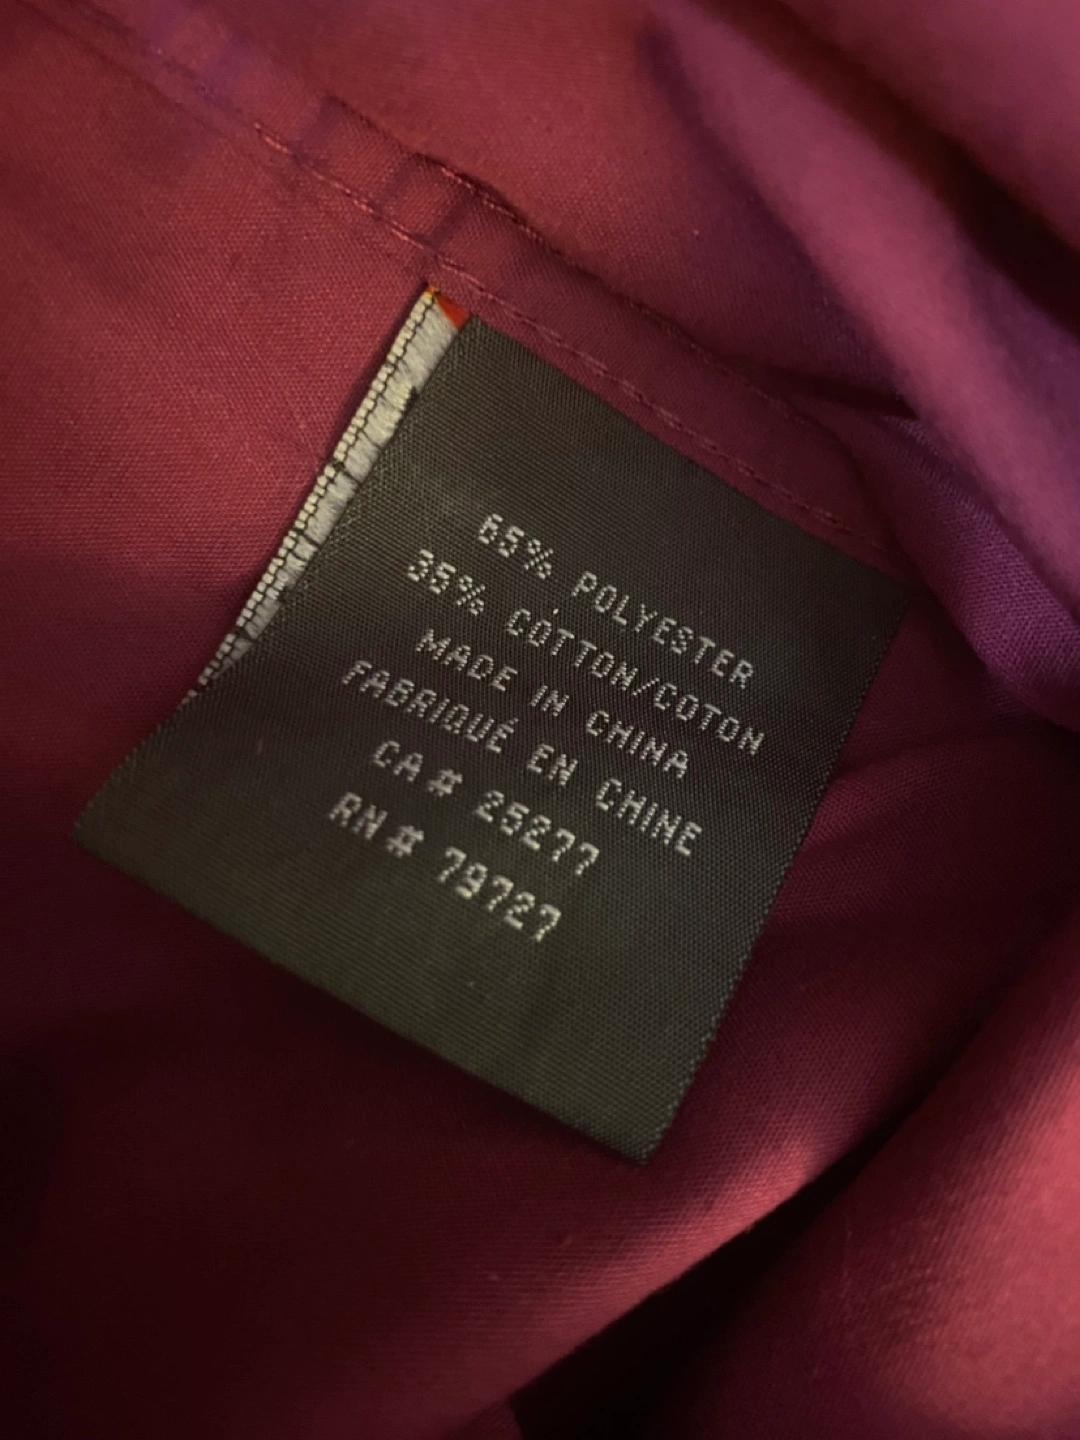 65% POLYESTER
35% COTTON/COTON
MADE IN CHINA
FABRIQUÉ EN CHINE
CA# 25277
RN# 79727